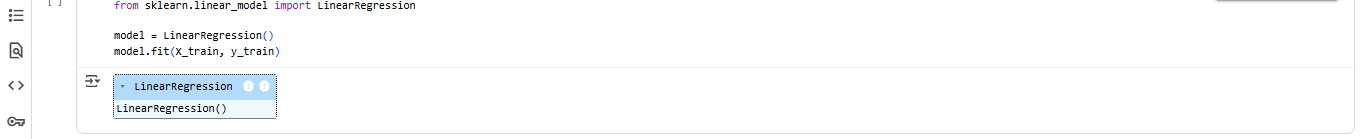 [ ]
from sklearn.linear_model import LinearRegression
model = LinearRegression()
model.fit(X_train, y_train)
LinearRegression i ?
LinearRegression()